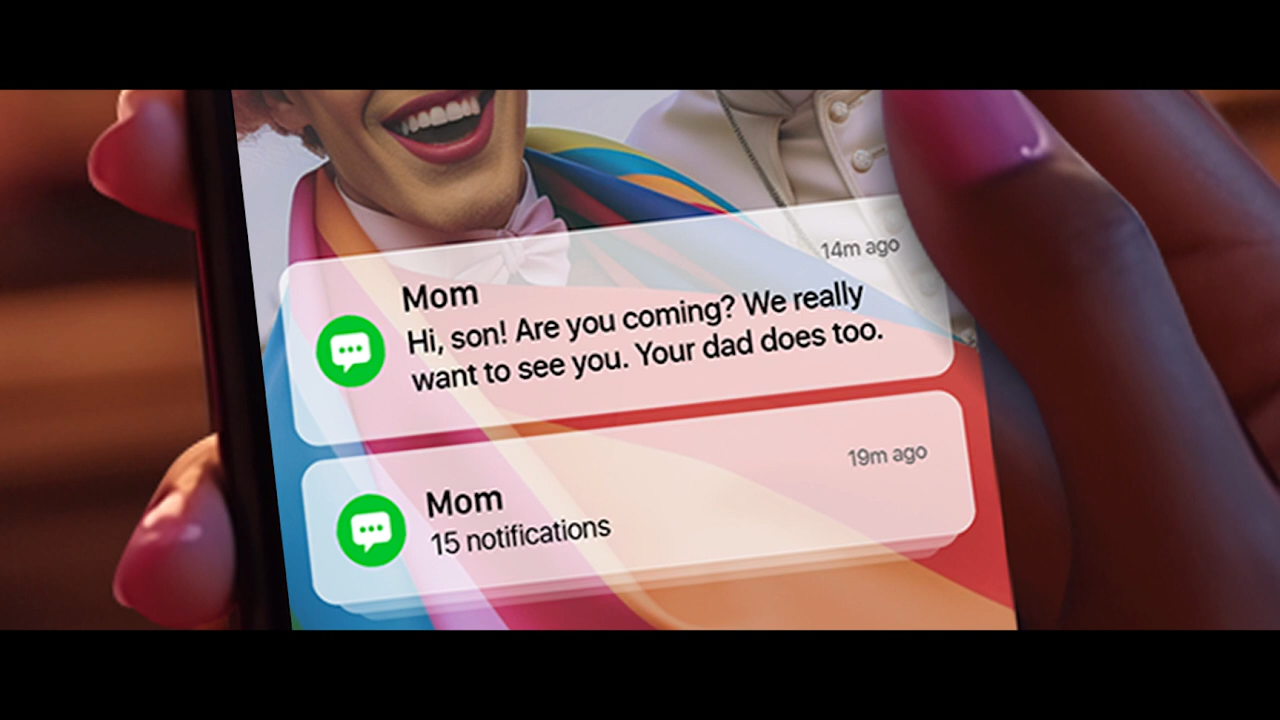 14m ago
Mom
Hi, son! Are you coming? We really
want to see you. Your dad does too.
19m ago
Mom
15 notifications